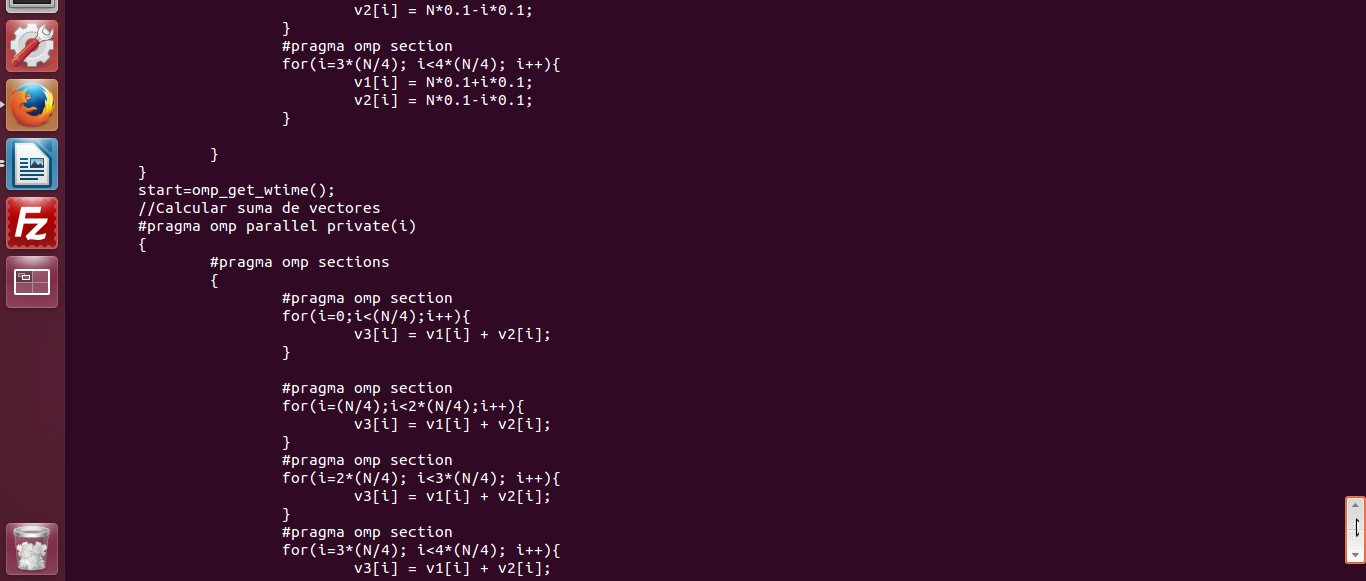 v2[i] = N*0.1-i*0.1;
}
#pragma omp section
for(i=3*(N/4); i<4*(N/4); i++){
v1[i] = N*0.1+i*0.1;
v2[i] = N*0.1-i*0.1;
}
}
}
start=omp_get_wtime();
//Calcular suma de vectores
#pragma omp parallel private(i)
{
#pragma omp sections
{
#pragma omp section
for(i=0;i<(N/4);i++){
v3[i] = v1[i] + v2[i];
}
#pragma omp section
for(i=(N/4);i<2*(N/4);i++){
v3[i] = v1[i] + v2[i];
}
#pragma omp section
for(i=2*(N/4); i<3*(N/4); i++){
v3[i] = v1[i] + v2[i];
}
#pragma omp section
for(i=3*(N/4); i<4*(N/4); i++){
v3[i] = v1[i] + v2[i];
Fz